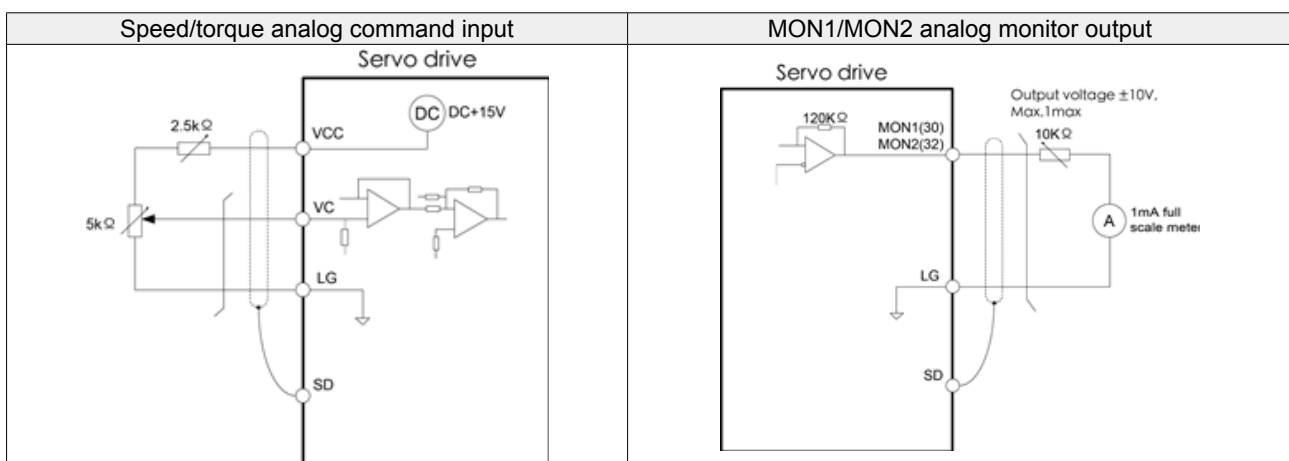 Speed/torque analog command input
MON1/MON2 analog monitor output
Servo drive
DC
DC+15V
2.5kΩ
VCC
VC
5kΩ
LG
SD
Servo drive
Output voltage ±10V,
Max.1max
120KΩ
MON1(30)
MON2(32)
10KΩ
A
1mA full
scale meter
LG
SD